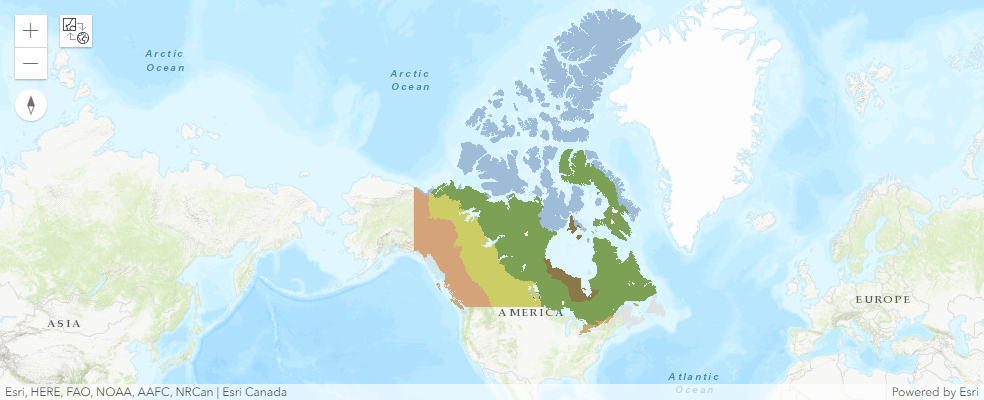 Arctic
Ocean
Arctic
Ocean
AMERICA
EUROPE
ASIA
Atlantic
Ocean
Esri, HERE, FAO, NOAA, AAFC, NRCan | Esri Canada
Powered by Esri